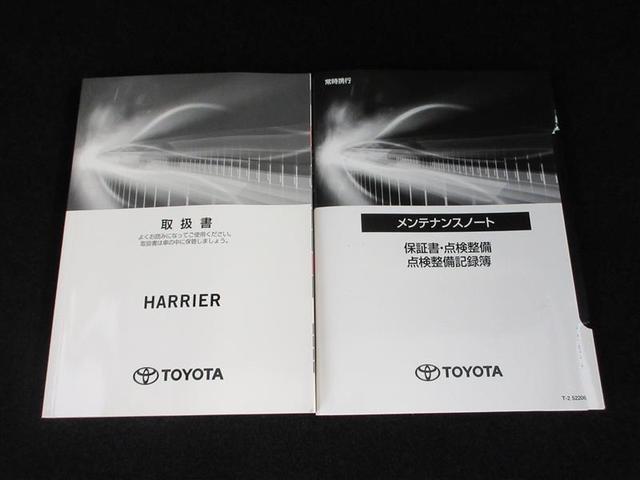 取扱書
よくお読みになってご使用ください。
取扱書は車の中に保管しましょう。
HARRIER
TOYOTA
常時携行
メンテナンスノート
保証書・点検整備
点検整備記録簿
TOYOTA
T-2 52206